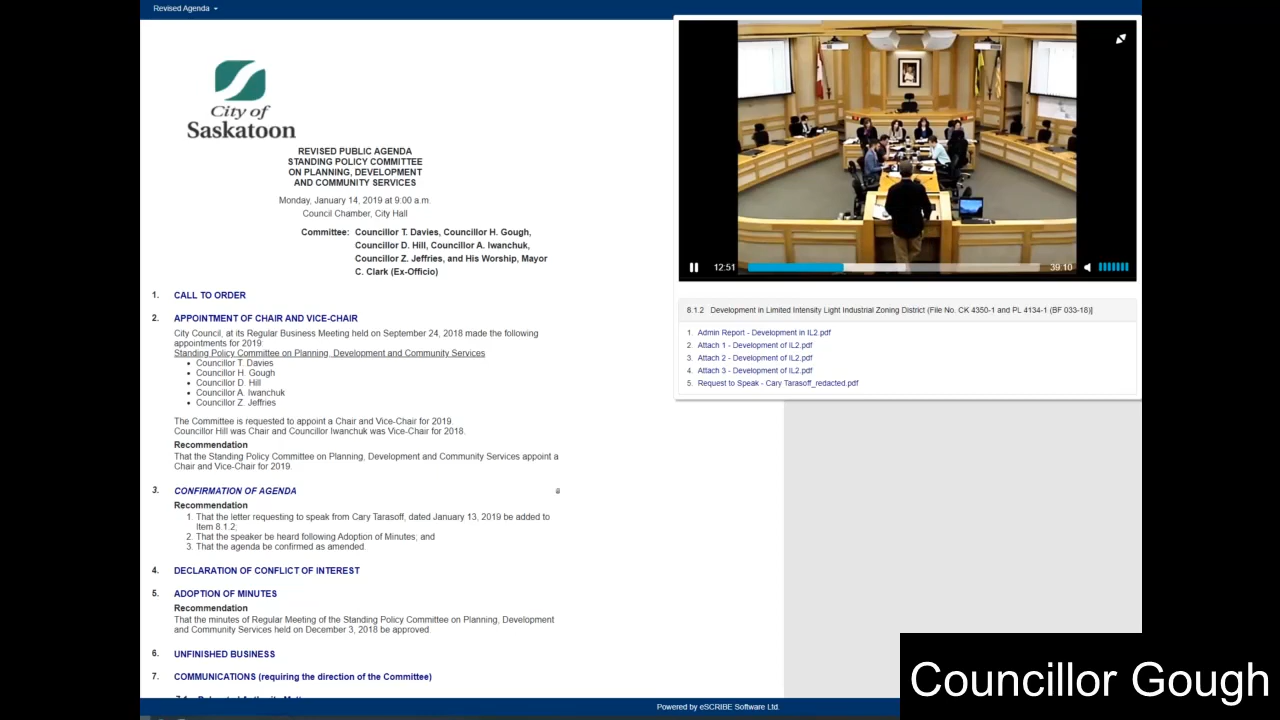 Revised Agenda
City of
Saskatoon
REVISED PUBLIC AGENDA
STANDING POLICY COMMITTEE
ON PLANNING, DEVELOPMENT
AND COMMUNITY SERVICES
Monday, January 14, 2019 at 9:00 a.m.
Council Chamber, City Hall
Committee: Councillor T. Davies, Councillor H. Gough,
Councillor D. Hill, Councillor A. Iwanchuk,
Councillor Z. Jeffries, and His Worship, Mayor
C. Clark (Ex-Officio)
1. CALL TO ORDER
2. APPOINTMENT OF CHAIR AND VICE-CHAIR
City Council, at its Regular Business Meeting held on September 24, 2018 made the following
appointments for 2019:
Standing Policy Committee on Planning, Development and Community Services
• Councillor T. Davies
• Councillor H. Gough
• Councillor D. Hill
• Councillor A. Iwanchuk
• Councillor Z. Jeffries
The Committee is requested to appoint a Chair and Vice-Chair for 2019.
Councillor Hill was Chair and Councillor Iwanchuk was Vice-Chair for 2018.
Recommendation
That the Standing Policy Committee on Planning, Development and Community Services appoint a
Chair and Vice-Chair for 2019.
3. CONFIRMATION OF AGENDA
Recommendation
1. That the letter requesting to speak from Cary Tarasoff, dated January 13, 2019 be added to
Item 8.1.2;
2. That the speaker be heard following Adoption of Minutes; and
3. That the agenda be confirmed as amended.
4. DECLARATION OF CONFLICT OF INTEREST
5. ADOPTION OF MINUTES
Recommendation
That the minutes of Regular Meeting of the Standing Policy Committee on Planning, Development
and Community Services held on December 3, 2018 be approved.
6. UNFINISHED BUSINESS
7. COMMUNICATIONS (requiring the direction of the Committee)
12:51
39:10
8.1.2 Development in Limited Intensity Light Industrial Zoning District (File No. CK 4350-1 and PL 4134-1 (BF 033-18)]
1. Admin Report - Development in IL2.pdf
2. Attach 1 - Development of IL2.pdf
3. Attach 2 - Development of IL2.pdf
4. Attach 3 - Development of IL2.pdf
5. Request to Speak - Cary Tarasoff_redacted.pdf
Powered by eSCRIBE Software Ltd.
Councillor Gough